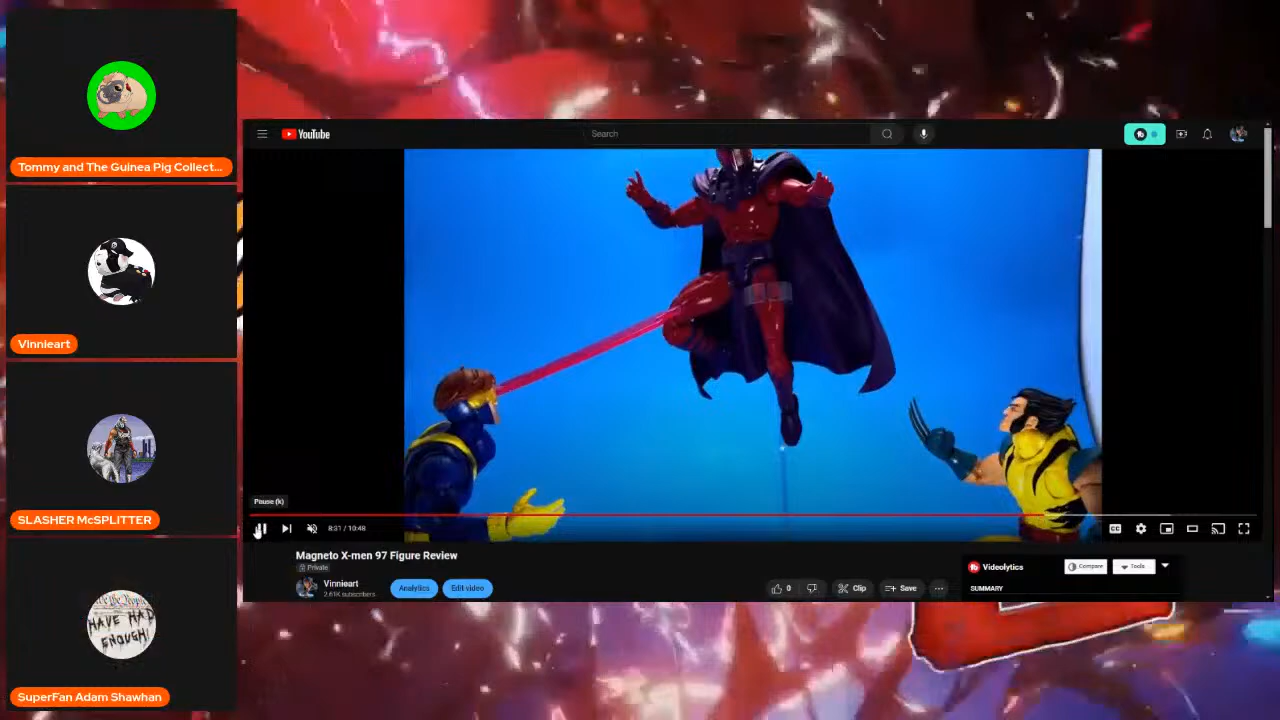 Tommy and The Guinea Pig Collect...
VInnieart
SLASHER McSPLITTER
HAVE HAD
ENOUGH
SuperFan Adam Shawhan
YouTube
Search
Pause (k)
8:31 / 10:48
CC
Magneto X-men 97 Figure Review
Private
Vinnieart
2.61K subscribers
Analytics
Edit video
0
Clip
Save
...
Videolytics
Compare
Tools
SUMMARY